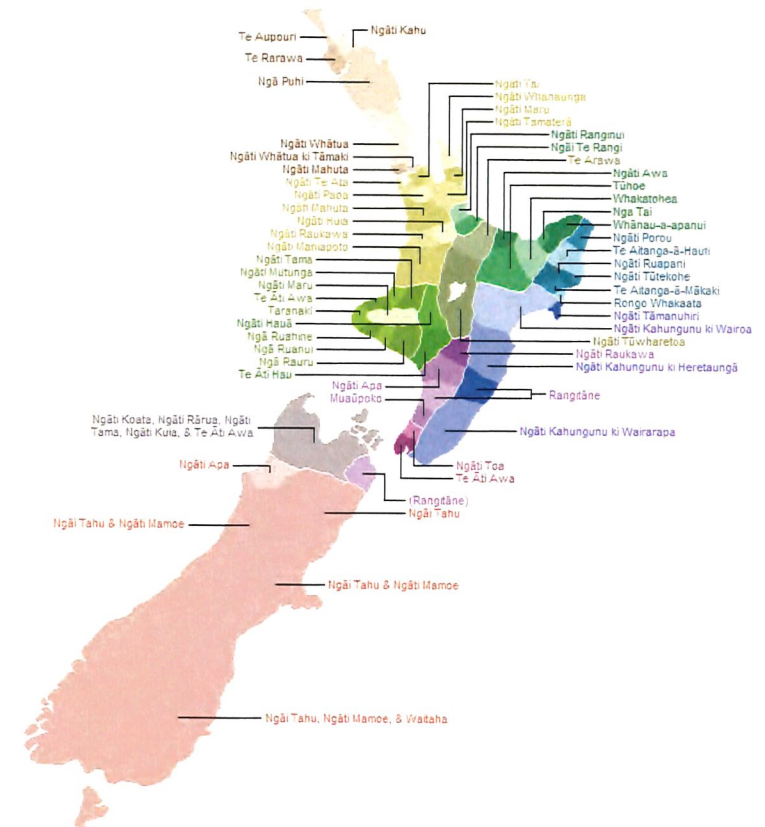 Ngāti Kahu
Te Aupouri
Te Rarawa
Ngā Puhi
Ngāti Tai
Ngāti Whanaunga
Ngāti Maru
Ngāti Tamaterā
Ngāti Ranginui
Ngāi Te Rangi
Te Arawa
Ngāti Awa
Tūhoe
Whakatohea
Nga Tai
Whānau-a-apanui
Ngāti Porou
Te Aitanga-ā-Hauiti
Ngāti Ruapani
Ngāti Tūtekohe
Te Aitanga-ā-Mākaki
Rongo Whakaata
Ngāti Tāmanuhiri
Ngāti Kahungunu ki Wairoa
Ngāti Tūwharetoa
Ngāti Raukawa
Ngāti Kahungunu ki Heretaungā
Rangitāne
Ngāti Kahungunu ki Wairarapa
Ngāti Toa
Te Āti Awa
Ngāti Whātua
Ngāti Whātua ki Tāmaki
Ngāti Mahuta
Ngāti Te Ata
Ngāti Paoa
Ngāti Mahuta
Ngāti Huia
Ngāti Raukawa
Ngāti Maniapoto
Ngāti Tama
Ngāti Mutunga
Ngāti Maru
Te Āti Awa
Taranaki
Ngāti Hauā
Ngā Ruahine
Ngā Ruanui
Ngā Rauru
Te Āti Hau
Ngāti Apa
Muaūpoko
Ngāti Koata, Ngāti Rārua, Ngāti
Tama, Ngāti Kuia, & Te Āti Awa
Ngāti Apa
(Rangitāne)
Ngāi Tahu
Ngāi Tahu & Ngāti Mamoe
Ngāi Tahu & Ngāti Mamoe
Ngāi Tahu, Ngāti Mamoe, & Waitaha